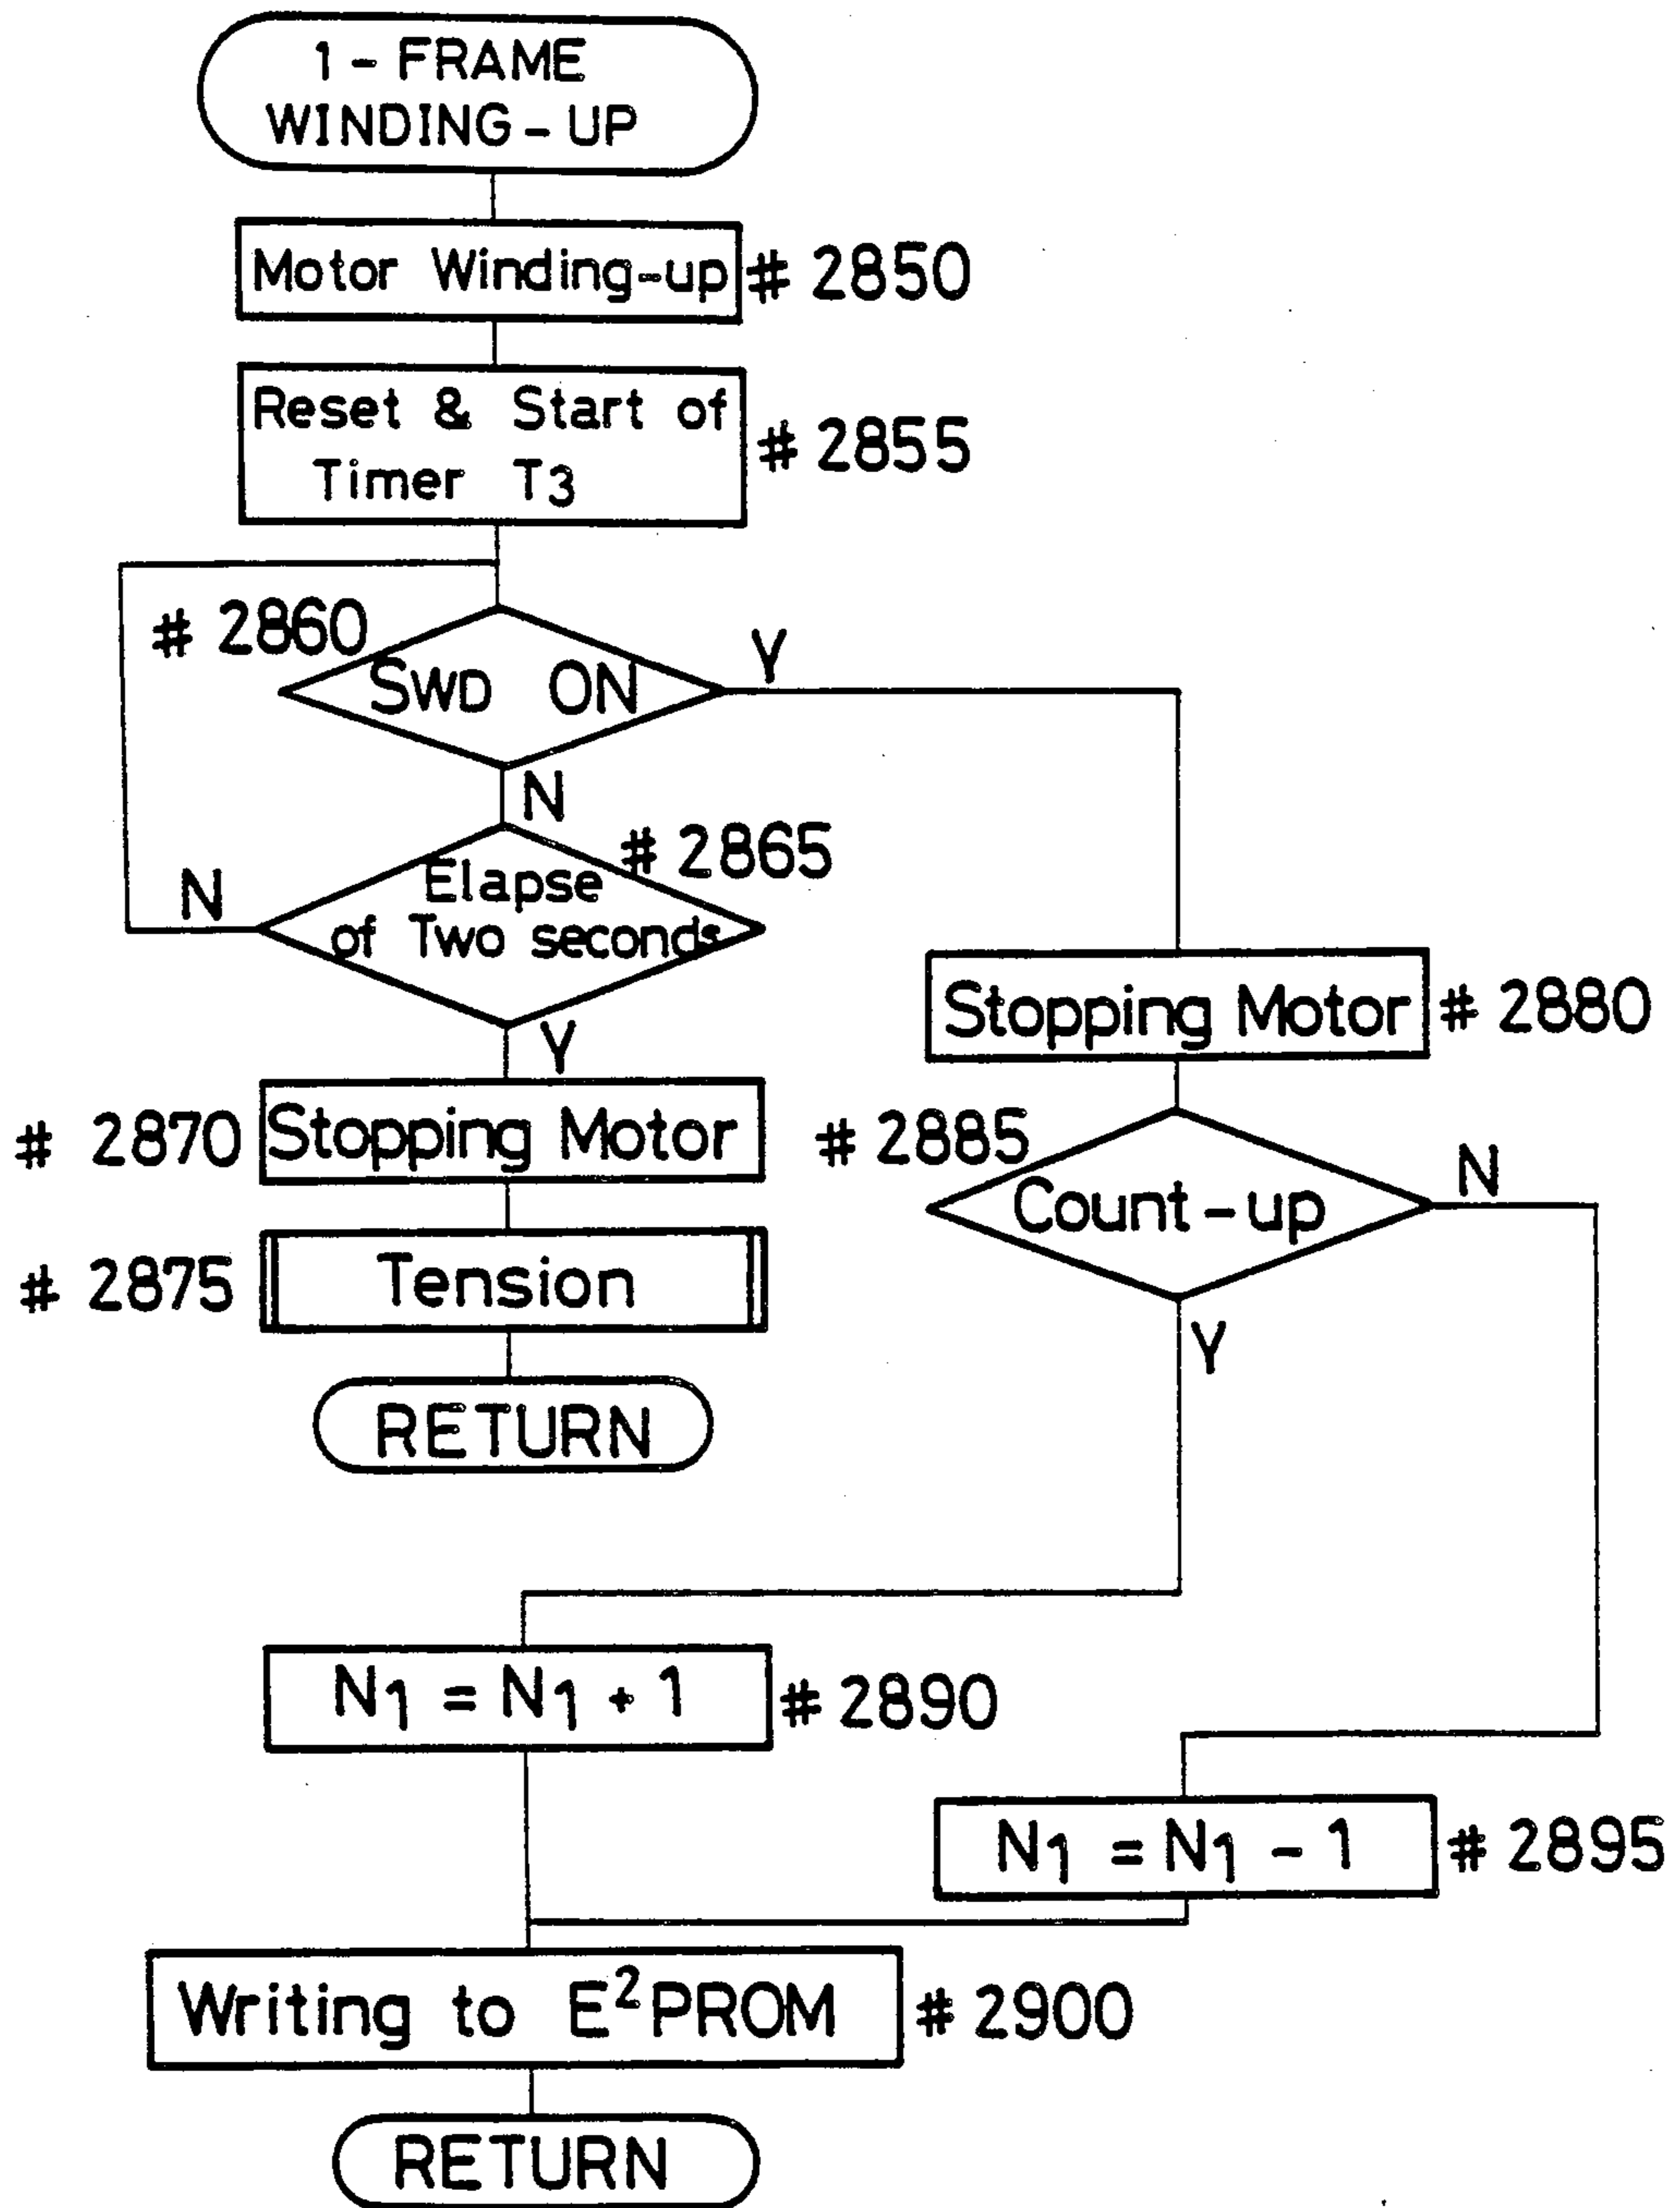 1 - FRAME
WINDING - UP
Motor Winding-up # 2850
Reset & Start of
Timer T3
# 2855
# 2860
SWD ON
Y
N
# 2865
Elapse
of Two seconds
N
Y
Stopping Motor # 2880
# 2870 Stopping Motor
# 2885
Count - up
N
Y
# 2875 Tension
RETURN
N1 = N1 + 1 # 2890
N1 = N1 - 1 # 2895
Writing to E²PROM # 2900
RETURN